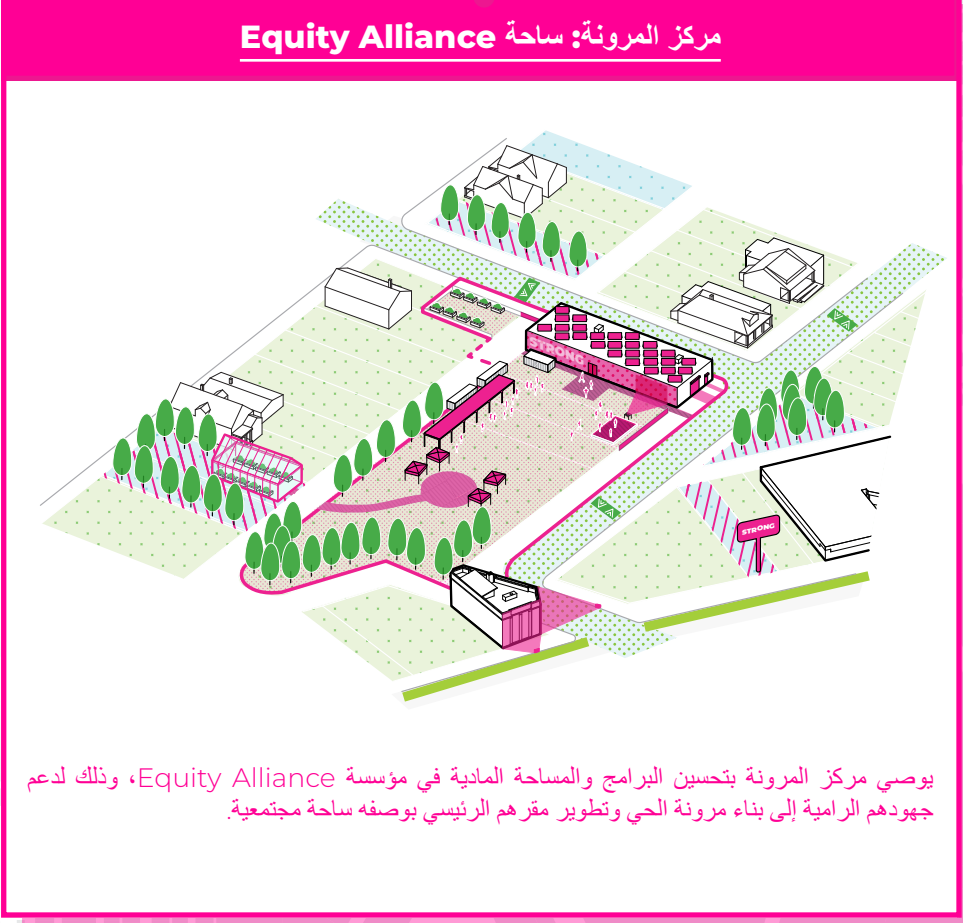 مركز المرونة: ساحة Equity Alliance
STRONG
STRONG
يوصي مركز المرونة بتحسين البرامج والمساحة المادية في مؤسسة Equity Alliance، وذلك لدعم
جهودهم الرامية إلى بناء مرونة الحي وتطوير مقرهم الرئيسي بوصفه ساحة مجتمعية.